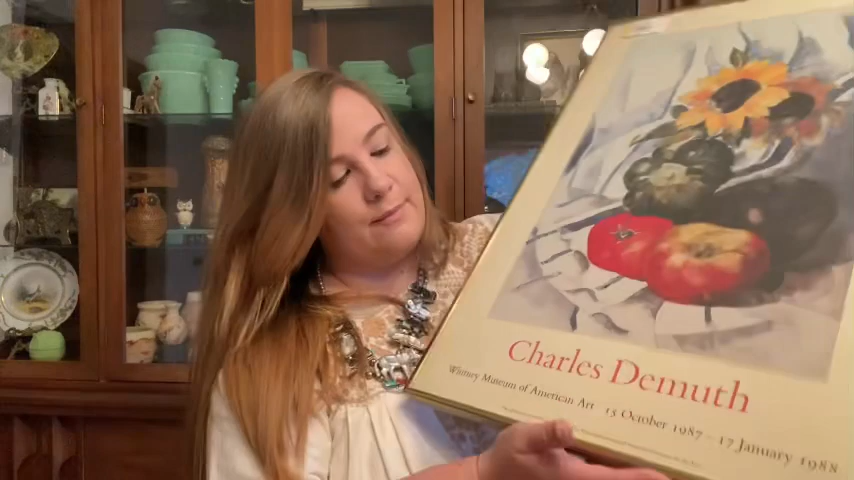 Charles Demuth
Whitney Museum of American Art 15 October 1987 – 17 January 1988